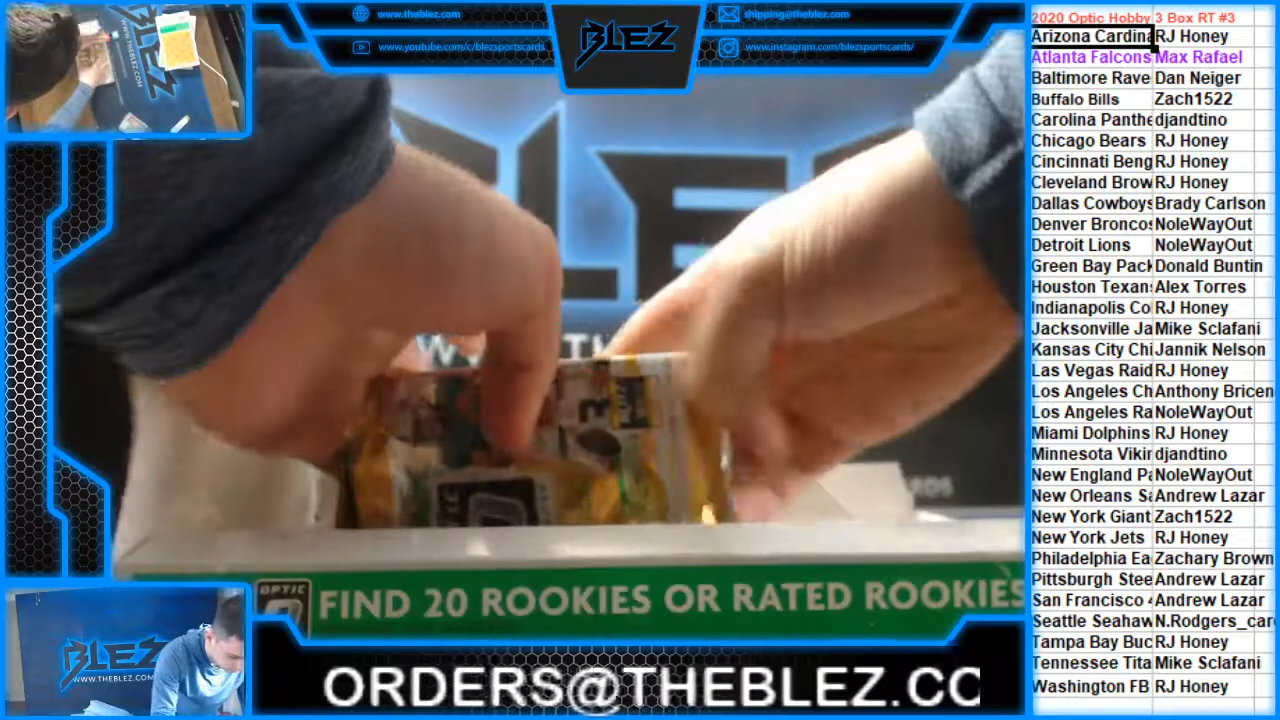 www.theblez.com
shipping@theblez.com
www.youtube.com/c/blezsportscards
BLEZ
www.instagram.com/blezsportscards/
2020 Optic Hobby 3 Box RT #3
Arizona Cardina RJ Honey
Atlanta Falcons Max Rafael
Baltimore Rave Dan Neiger
Buffalo Bills Zach1522
Carolina Panthe djandtino
Chicago Bears RJ Honey
Cincinnati Beng RJ Honey
Cleveland Brow RJ Honey
Dallas Cowboys Brady Carlson
Denver Broncos NoleWayOut
Detroit Lions NoleWayOut
Green Bay Pack Donald Buntin
Houston Texans Alex Torres
Indianapolis Co RJ Honey
Jacksonville Ja Mike Sclafani
Kansas City Chi Jannik Nelson
Las Vegas Raid RJ Honey
Los Angeles Ch Anthony Bricen
Los Angeles Ra NoleWayOut
Miami Dolphins RJ Honey
Minnesota Vikin djandtino
New England Pa NoleWayOut
New Orleans Sa Andrew Lazar
New York Giant Zach1522
New York Jets RJ Honey
Philadelphia Ea Zachary Brown
Pittsburgh Stee Andrew Lazar
San Francisco 4 Andrew Lazar
Seattle Seahaw N.Rodgers_card
Tampa Bay Buc RJ Honey
Tennessee Tita Mike Sclafani
Washington FB RJ Honey
OPTIC
FIND 20 ROOKIES OR RATED ROOKIES
BLEZ
WWW.THEBLEZ.COM
ORDERS@THEBLEZ.CO